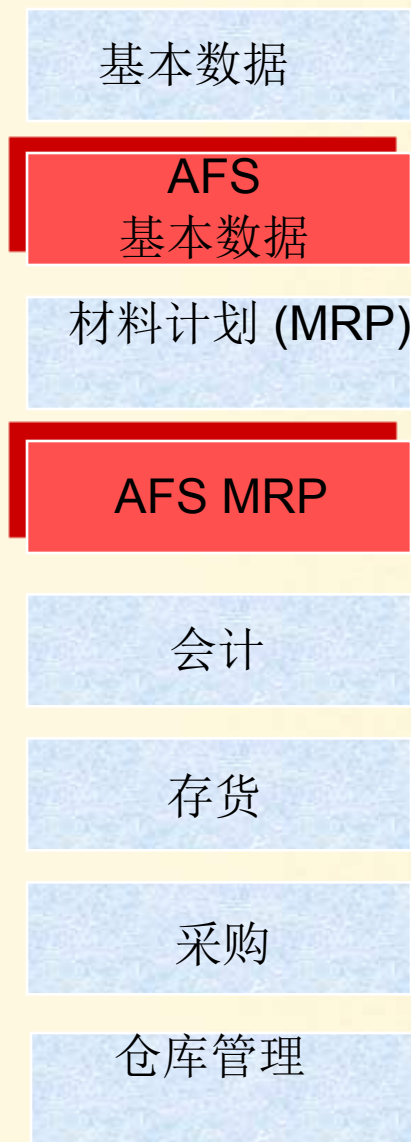 基本数据
AFS
基本数据
材料计划 (MRP)
AFS MRP
会计
存货
采购
仓库管理